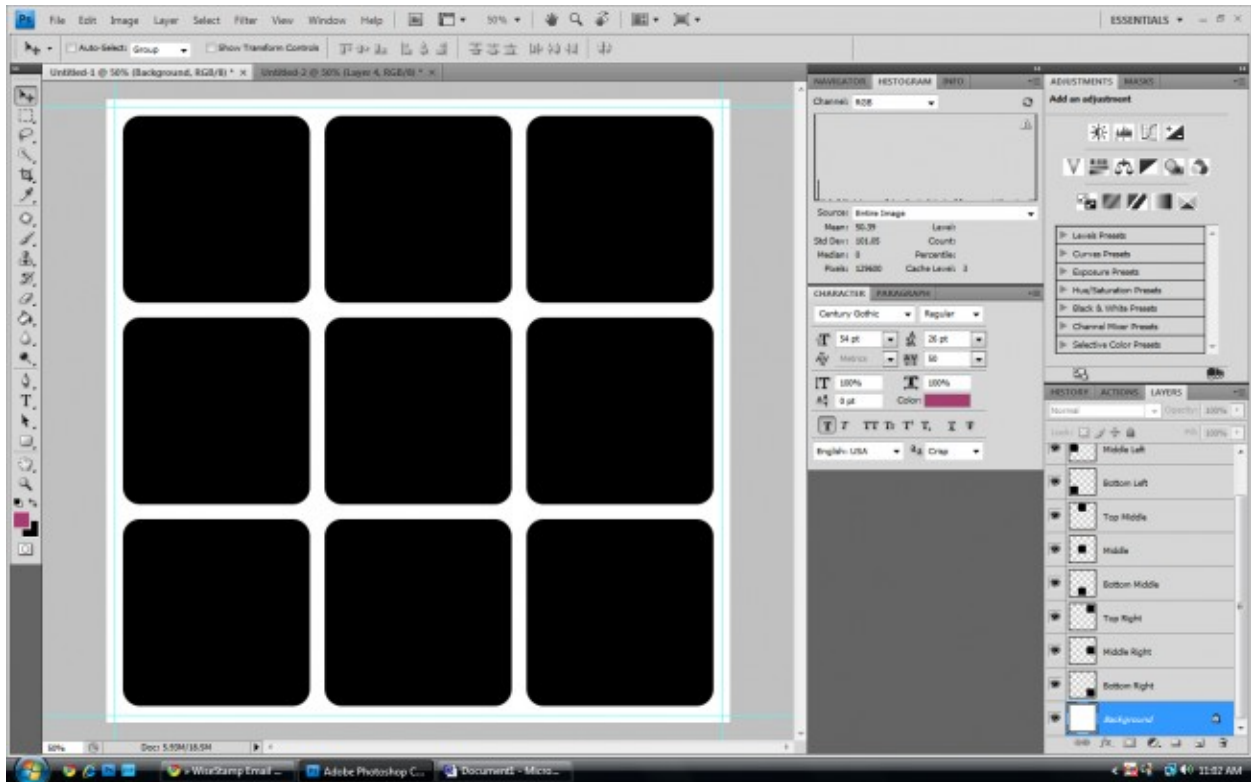 Ps File Edit Image Layer Select Filter View Window Help 50% ESSENTIALS
Auto-Select: Group Show Transform Controls
Untitled-1 @ 50% (Background, RGB/8) * x Untitled-2 @ 50% (Layer 4, RGB/8) * x
NAVIGATOR HISTOGRAM INFO
Channel: RGB
Source: Entire Image
Mean: 50.39 Level:
Std Dev: 101.85 Count:
Median: 0 Percentile:
Pixels: 129600 Cache Level: 3
CHARACTER PARAGRAPH
Century Gothic Regular
54 pt 26 pt
Metrics 50
100% 100%
0 pt Color:
T T TT Tt T' T, T T
English: USA aa Crisp
ADJUSTMENTS MASKS
Add an adjustment
Levels Presets
Curves Presets
Exposure Presets
Hue/Saturation Presets
Black & White Presets
Channel Mixer Presets
Selective Color Presets
HISTORY ACTIONS LAYERS
Normal Opacity: 100%
Lock: Fill: 100%
Middle Left
Bottom Left
Top Middle
Middle
Bottom Middle
Top Right
Middle Right
Bottom Right
Background
50% Doc: 5.93M/18.5M
WiseStamp Email ... Adobe Photoshop C... Document1 - Micro... 11:02 AM